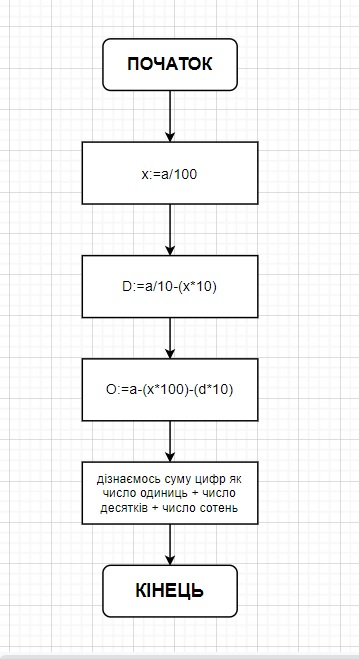 ПОЧАТОК
x:=a/100
D:=a/10-(x*10)
O:=a-(x*100)-(d*10)
дізнаємось суму цифр як
число одиниць + число
десятків + число сотень
КІНЕЦЬ